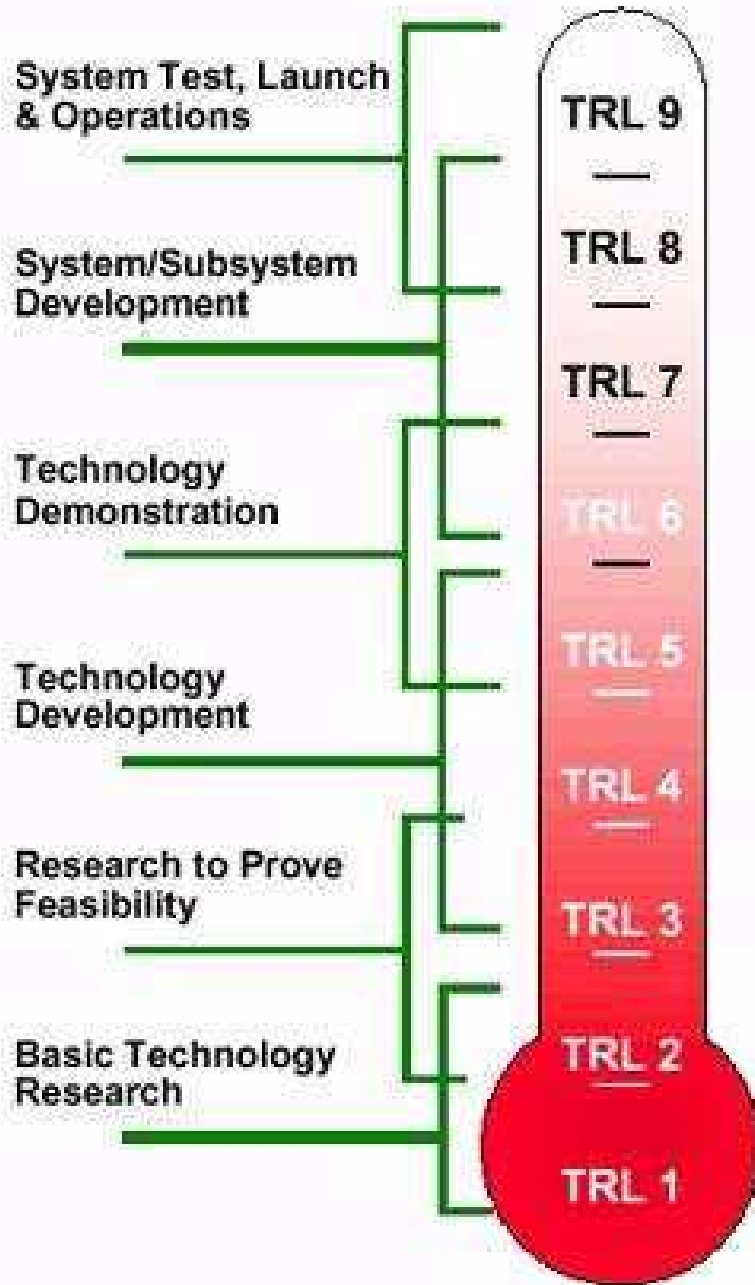 System Test, Launch
& Operations
System/Subsystem
Development
Technology
Demonstration
Technology
Development
Research to Prove
Feasibility
Basic Technology
Research
TRL 9
TRL 8
TRL 7
TRL 6
TRL 5
TRL 4
TRL 3
TRL 2
TRL 1